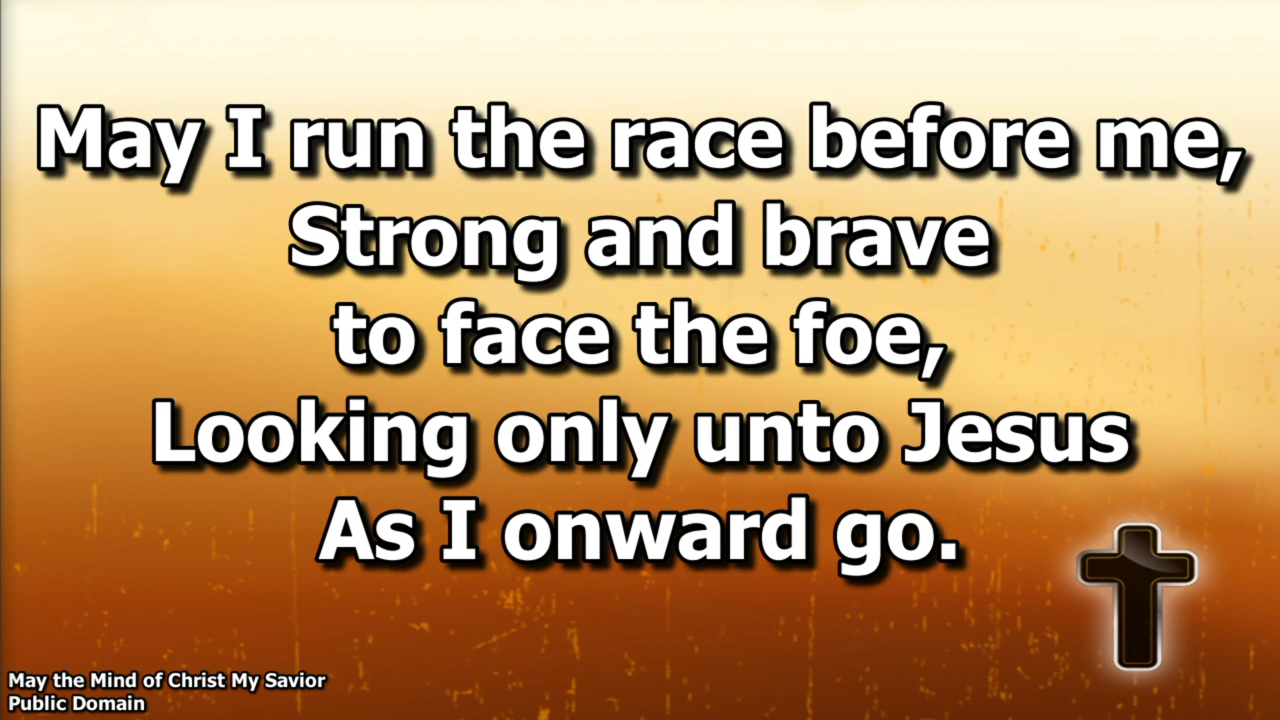 May I run the race before me,
Strong and brave
to face the foe,
Looking only unto Jesus
As I onward go.
May the Mind of Christ My Savior
Public Domain